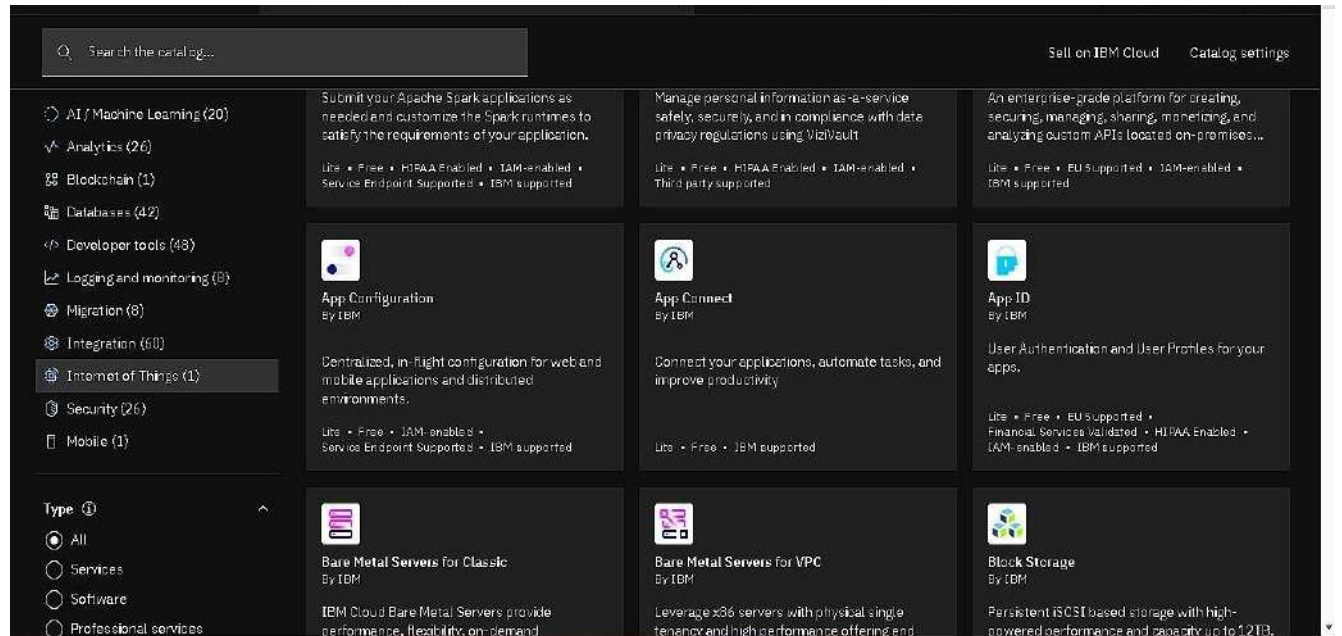 Search the catalog...
Sell on IBM Cloud
Catalog settings
AI / Machine Learning (20)
Analytics (26)
Blockchain (1)
Databases (42)
Developer tools (48)
Logging and monitoring (8)
Migration (8)
Integration (60)
Internet of Things (1)
Security (26)
Mobile (1)
Type
All
Services
Software
Professional services
Submit your Apache Spark applications as
needed and customize the Spark runtimes to
satisfy the requirements of your application.
Lite • Free • HIPAA Enabled • IAM-enabled •
Service Endpoint Supported • IBM supported
Manage personal information as-a-service
safely, securely, and in compliance with data
privacy regulations using ViziVault
Lite • Free • HIPAA Enabled • IAM-enabled •
Third party supported
An enterprise-grade platform for creating,
securing, managing, sharing, monetizing, and
analyzing custom APIs located on-premises...
Lite • Free • EU Supported • IAM-enabled •
IBM supported
App Configuration
By IBM
Centralized, in-flight configuration for web and
mobile applications and distributed
environments.
Lite • Free • IAM-enabled •
Service Endpoint Supported • IBM supported
App Connect
By IBM
Connect your applications, automate tasks, and
improve productivity
Lite • Free • IBM supported
App ID
By IBM
User Authentication and User Profiles for your
apps.
Lite • Free • EU Supported •
Financial Services Validated • HIPAA Enabled •
IAM-enabled • IBM supported
Bare Metal Servers for Classic
By IBM
IBM Cloud Bare Metal Servers provide
performance, flexibility, on-demand
Bare Metal Servers for VPC
By IBM
Leverage x86 servers with physical single
tenancy and high performance offering end
Block Storage
By IBM
Persistent iSCSI based storage with high-
powered performance and capacity up to 12TB.